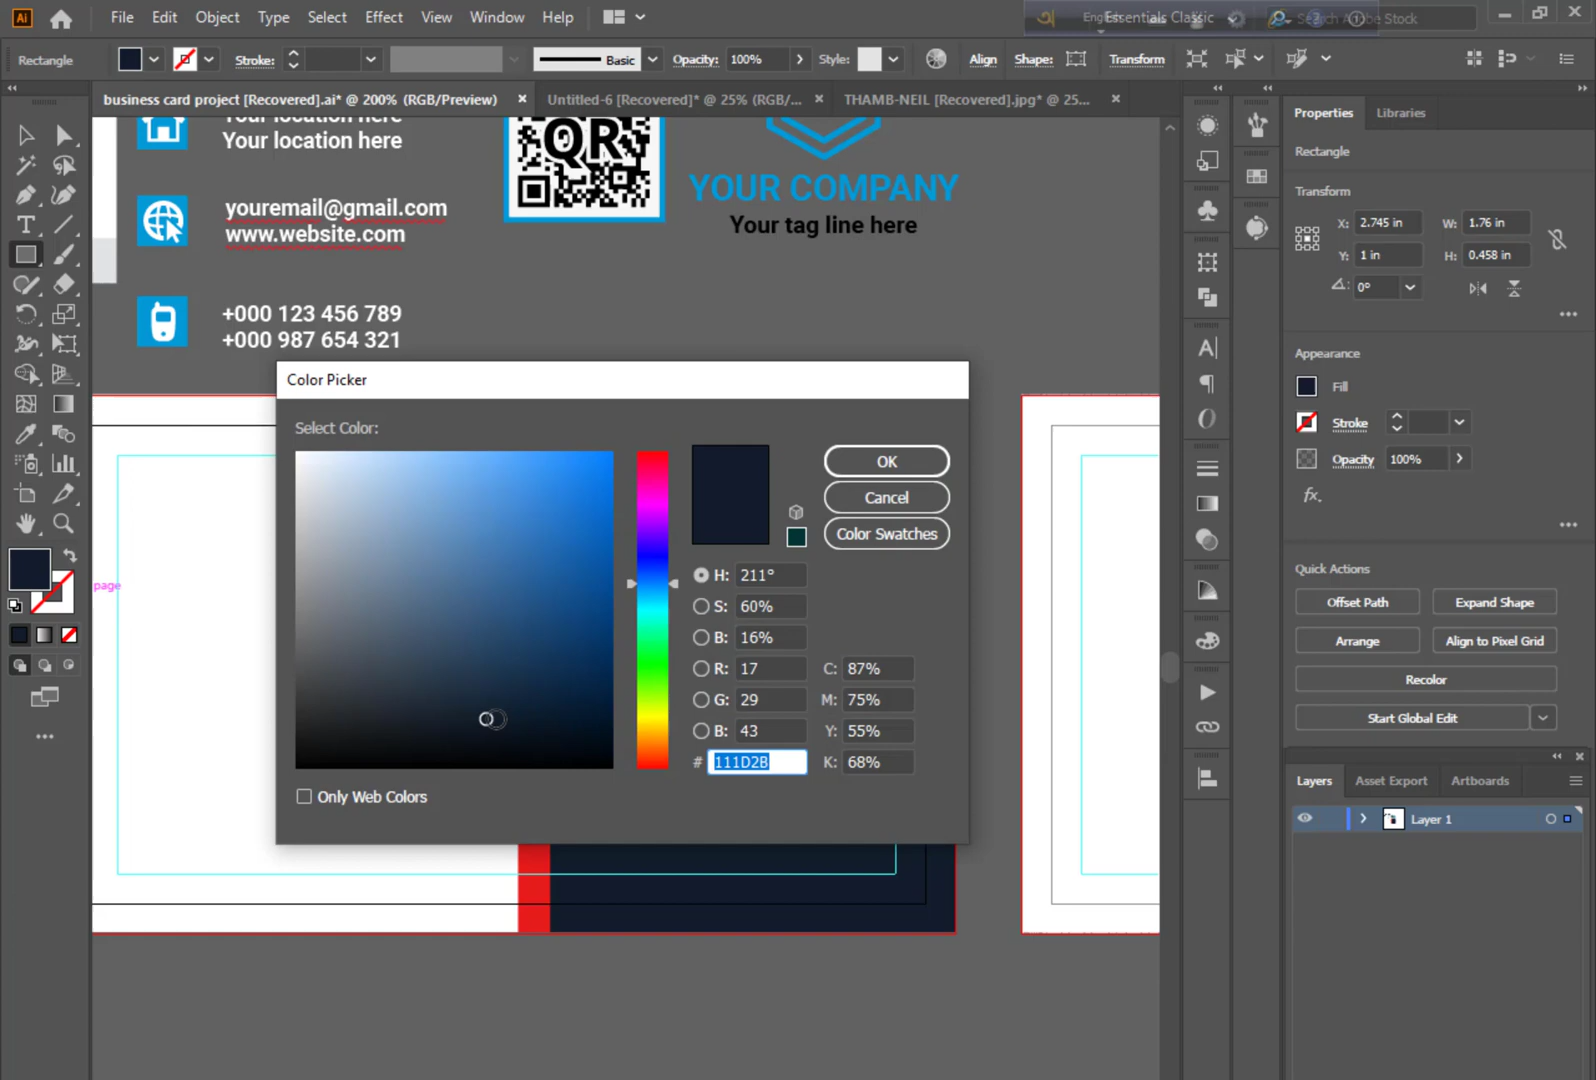 File Edit Object Type Select Effect View Window Help
Essentials Classic
Rectangle Stroke: Basic Opacity: 100% Style: Align Shape: Transform
business card project [Recovered].ai* @ 200% (RGB/Preview) Untitled-6 [Recovered]* @ 25% (RGB/... THAMB-NEIL [Recovered].jpg* @ 25...
Your location here
Your location here
QR
YOUR COMPANY
Your tag line here
youremail@gmail.com
www.website.com
+000 123 456 789
+000 987 654 321
page
Color Picker
Select Color:
OK
Cancel
Color Swatches
H: 211°
S: 60%
B: 16%
R: 17 C: 87%
G: 29 M: 75%
B: 43 Y: 55%
# 111D2B K: 68%
Only Web Colors
Properties Libraries
Rectangle
Transform
X: 2.745 in W: 1.76 in
Y: 1 in H: 0.458 in
0°
Appearance
Fill
Stroke
Opacity 100%
fx.
Quick Actions
Offset Path Expand Shape
Arrange Align to Pixel Grid
Recolor
Start Global Edit
Layers Asset Export Artboards
Layer 1